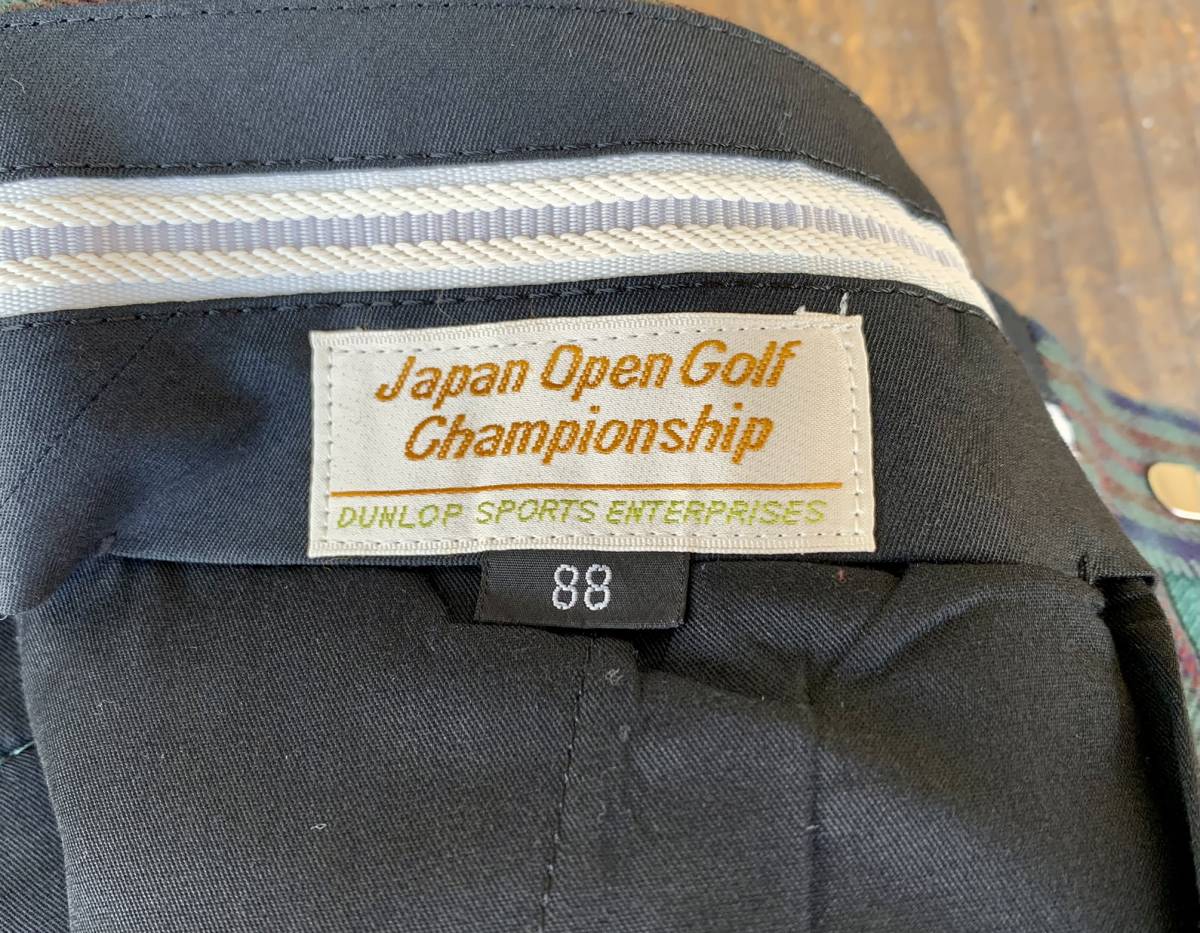 Japan Open Golf
Championship
DUNLOP SPORTS ENTERPRISES
88